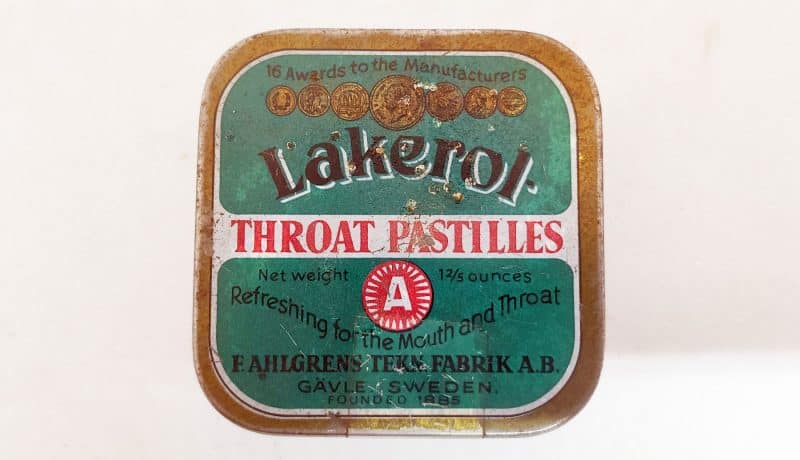 16 Awards to the Manufacturers
Lakerol.
THROAT PASTILLES
Net weight 1 2/5 ounces
A
Refreshing for the Mouth and Throat
F. AHLGRENS TEKN. FABRIK A.B.
GÄVLE, SWEDEN.
FOUNDED 1885